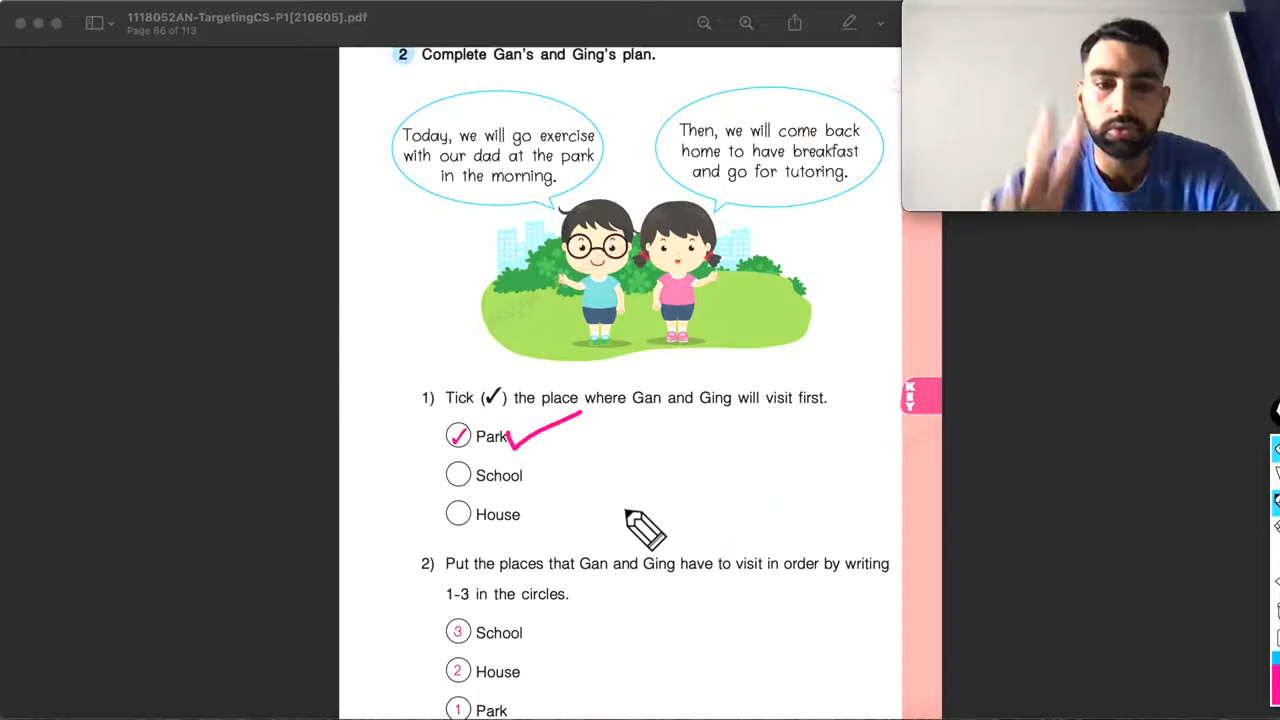 1118052AN-TargetingCS-P1[210605].pdf
Page 66 of 113
2 Complete Gan's and Ging's plan.
Today, we will go exercise
with our dad at the park
in the morning.
Then, we will come back
home to have breakfast
and go for tutoring.
1) Tick (✓) the place where Gan and Ging will visit first.
✓ Park
School
House
2) Put the places that Gan and Ging have to visit in order by writing
1-3 in the circles.
3 School
2 House
1 Park
KEY